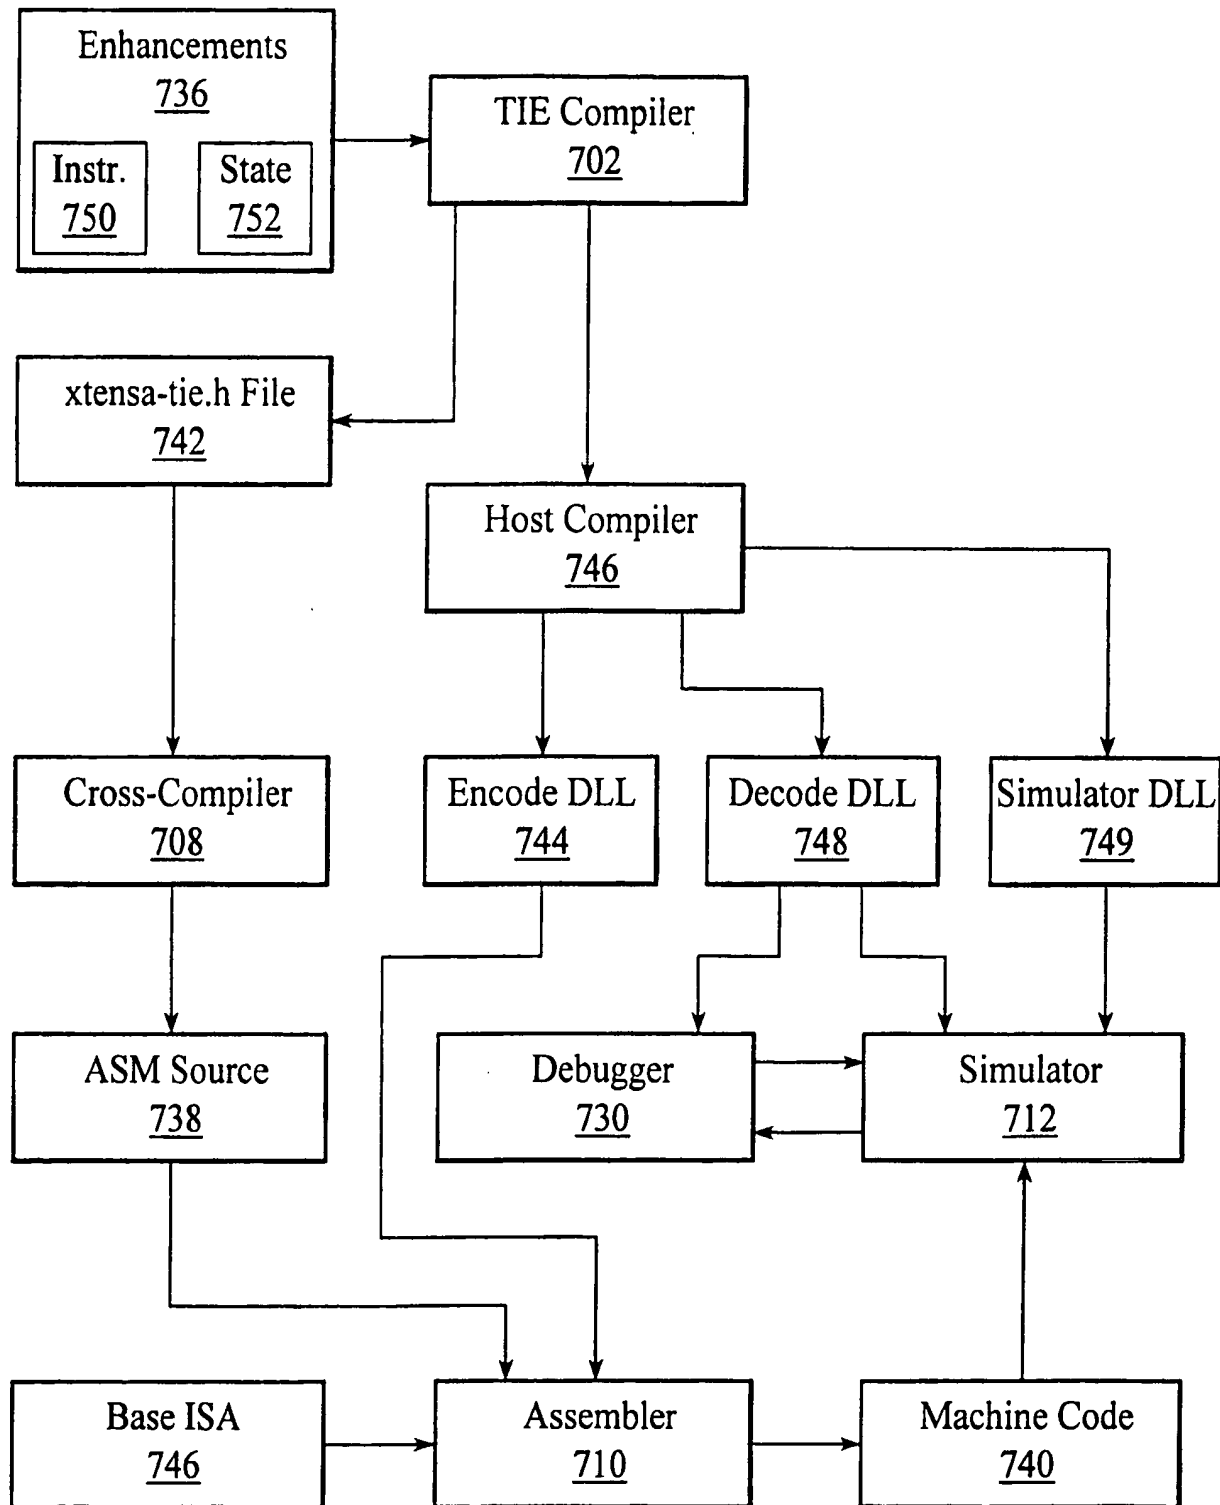 Enhancements
736
Instr.
750
State
752
TIE Compiler
702
xtensa-tie.h File
742
Host Compiler
746
Cross-Compiler
708
Encode DLL
744
Decode DLL
748
Simulator DLL
749
ASM Source
738
Debugger
730
Simulator
712
Base ISA
746
Assembler
710
Machine Code
740